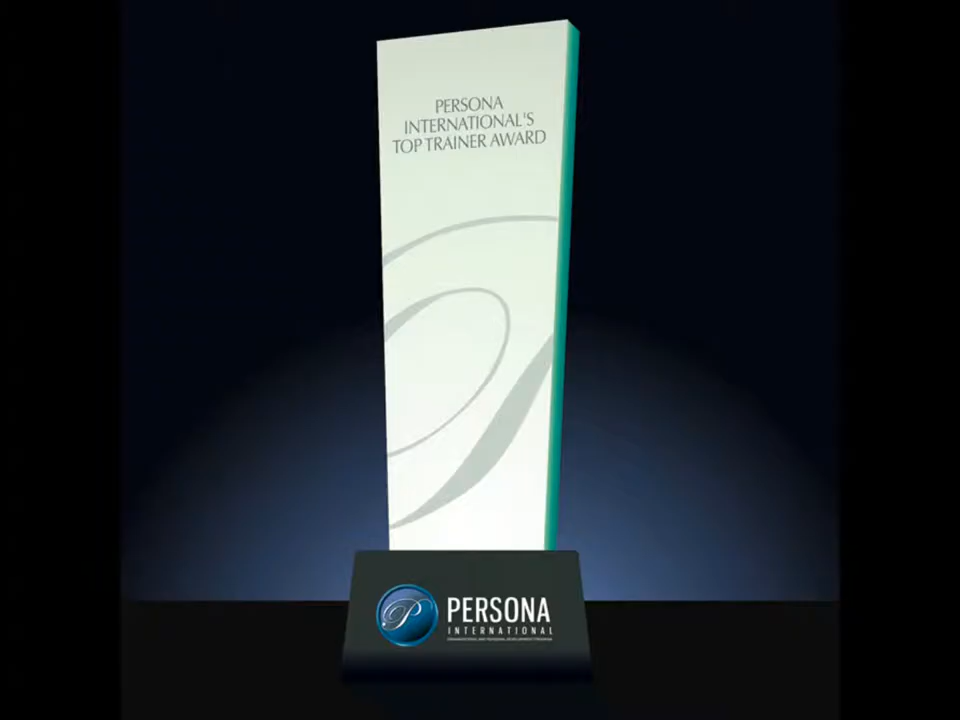 PERSONA
INTERNATIONAL'S
TOP TRAINER AWARD
P
PERSONA
INTERNATIONAL